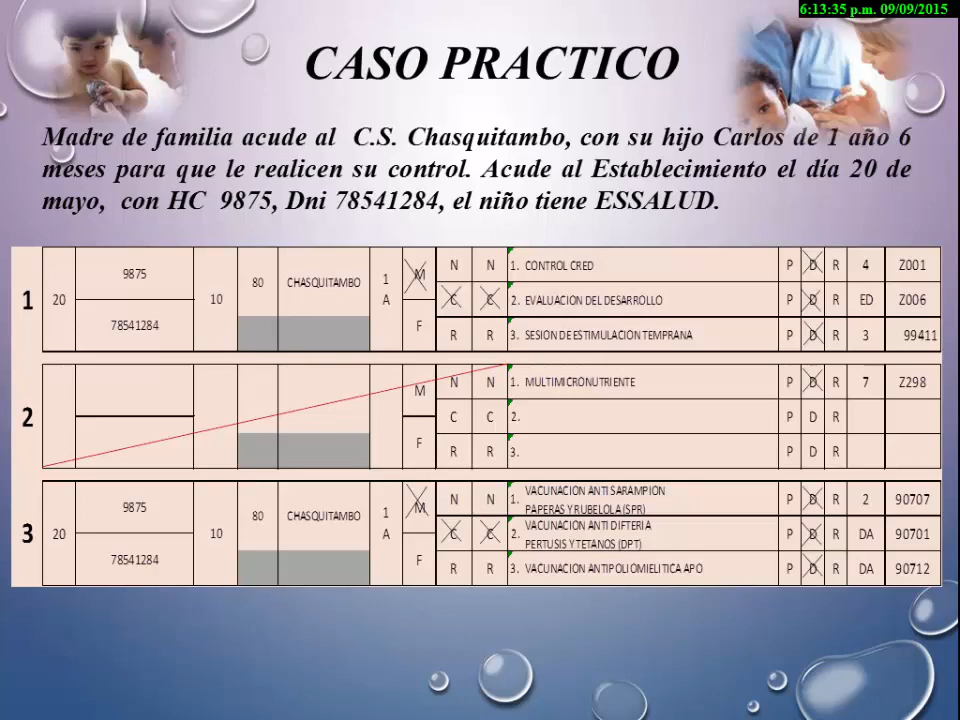 6:13:35 p.m. 09/09/2015
CASO PRACTICO
Madre de familia acude al C.S. Chasquitambo, con su hijo Carlos de 1 año 6
meses para que le realicen su control. Acude al Establecimiento el día 20 de
mayo, con HC 9875, Dni 78541284, el niño tiene ESSALUD.
1 20 9875 78541284 10 80 CHASQUITAMBO 1 A M F
N N 1. CONTROL CRED P D R 4 Z001
C C 2. EVALUACION DEL DESARROLLO P D R ED Z006
R R 3. SESION DE ESTIMULACION TEMPRANA P D R 3 99411
2 M F
N N 1. MULTIMICRONUTRIENTE P D R 7 Z298
C C 2. P D R
R R 3. P D R
3 20 9875 78541284 10 80 CHASQUITAMBO 1 A M F
N N 1. VACUNACION ANTI SARAMPION
PAPERAS Y RUBELOLA (SPR) P D R 2 90707
C C 2. VACUNACION ANTI DIFTERIA
PERTUSIS Y TETANOS (DPT) P D R DA 90701
R R 3. VACUNACION ANTIPOLIOMIELITICA APO P D R DA 90712